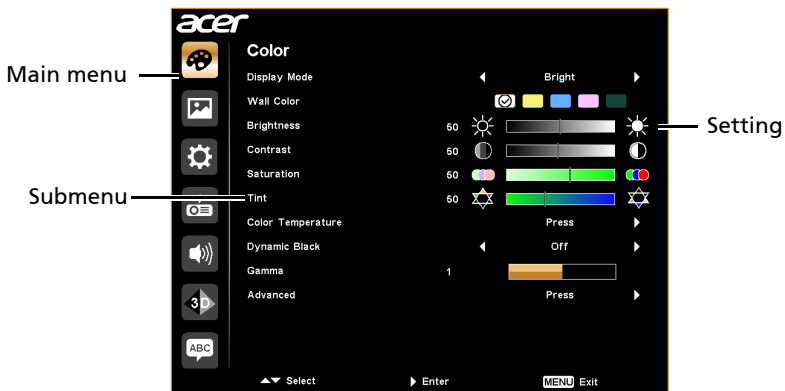 acer
Color
Main menu
Display Mode Bright
Wall Color
Brightness 50
Setting
Contrast 50
Saturation 50
Submenu
Tint 50
Color Temperature Press
Dynamic Black Off
Gamma 1
3D
Advanced Press
ABC
Select Enter MENU Exit